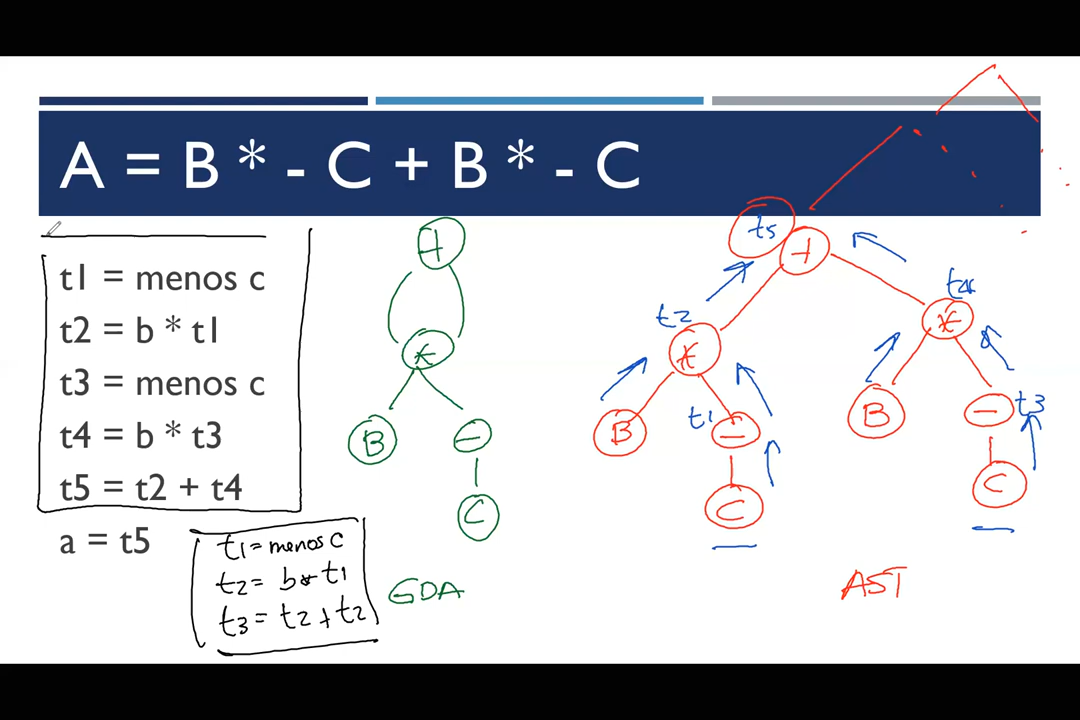 A = B * - C + B * - C
t1 = menos c
t2 = b * t1
t3 = menos c
t4 = b * t3
t5 = t2 + t4
a = t5
t1 = menos c
t2 = b * t1
t3 = t2 + t2
+
*
B
-
C
GDA
t5
+
t2
*
t4
*
B
t1
-
C
B
-
t3
C
AST